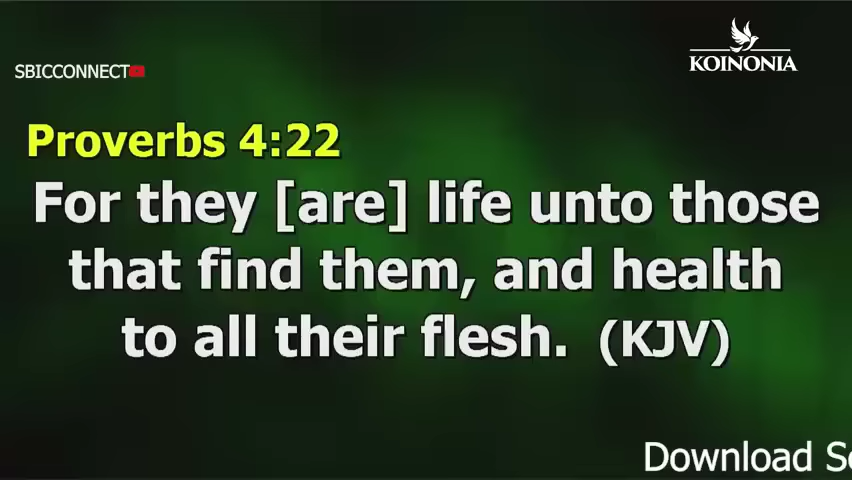 KOINONIA
SBICCONNECT
Proverbs 4:22
For they [are] life unto those
that find them, and health
to all their flesh. (KJV)
Download